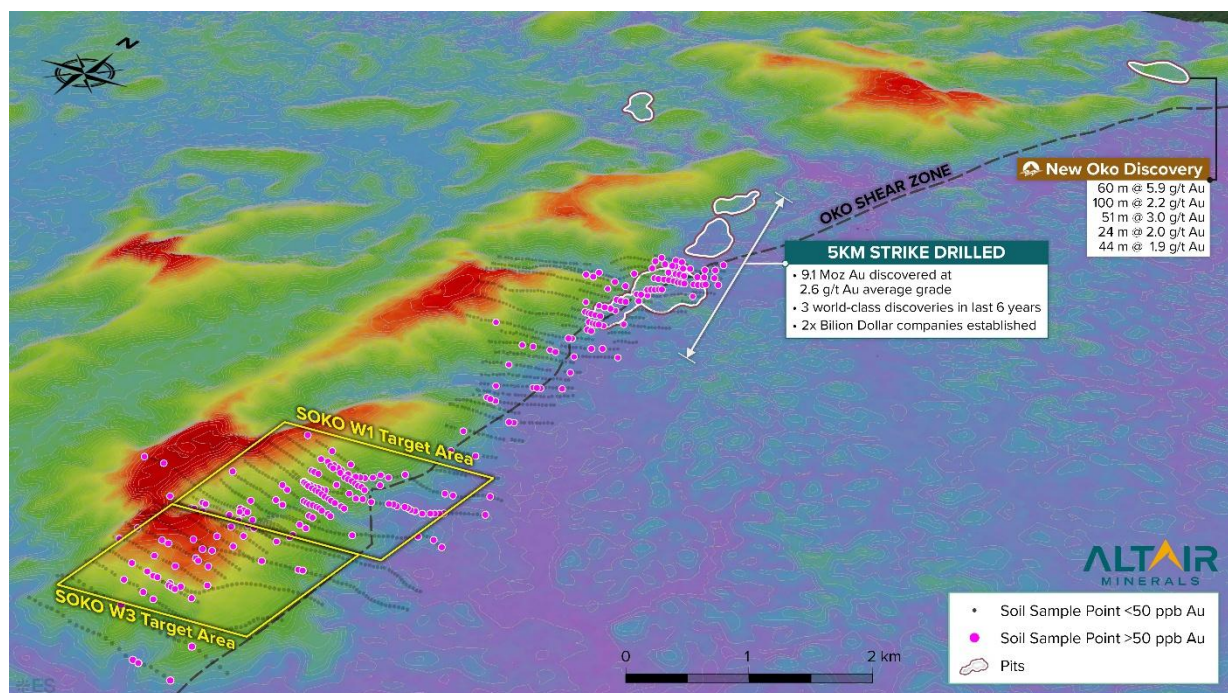 N
New Oko Discovery
60 m @ 5.9 g/t Au
100 m @ 2.2 g/t Au
51 m @ 3.0 g/t Au
24 m @ 2.0 g/t Au
44 m @ 1.9 g/t Au
OKO SHEAR ZONE
5KM STRIKE DRILLED
• 9.1 Moz Au discovered at
2.6 g/t Au average grade
• 3 world-class discoveries in last 6 years
• 2x Bilion Dollar companies established
SOKO W1 Target Area
SOKO W3 Target Area
ALTAIR
MINERALS
Soil Sample Point <50 ppb Au
Soil Sample Point >50 ppb Au
Pits
0 1 2 km